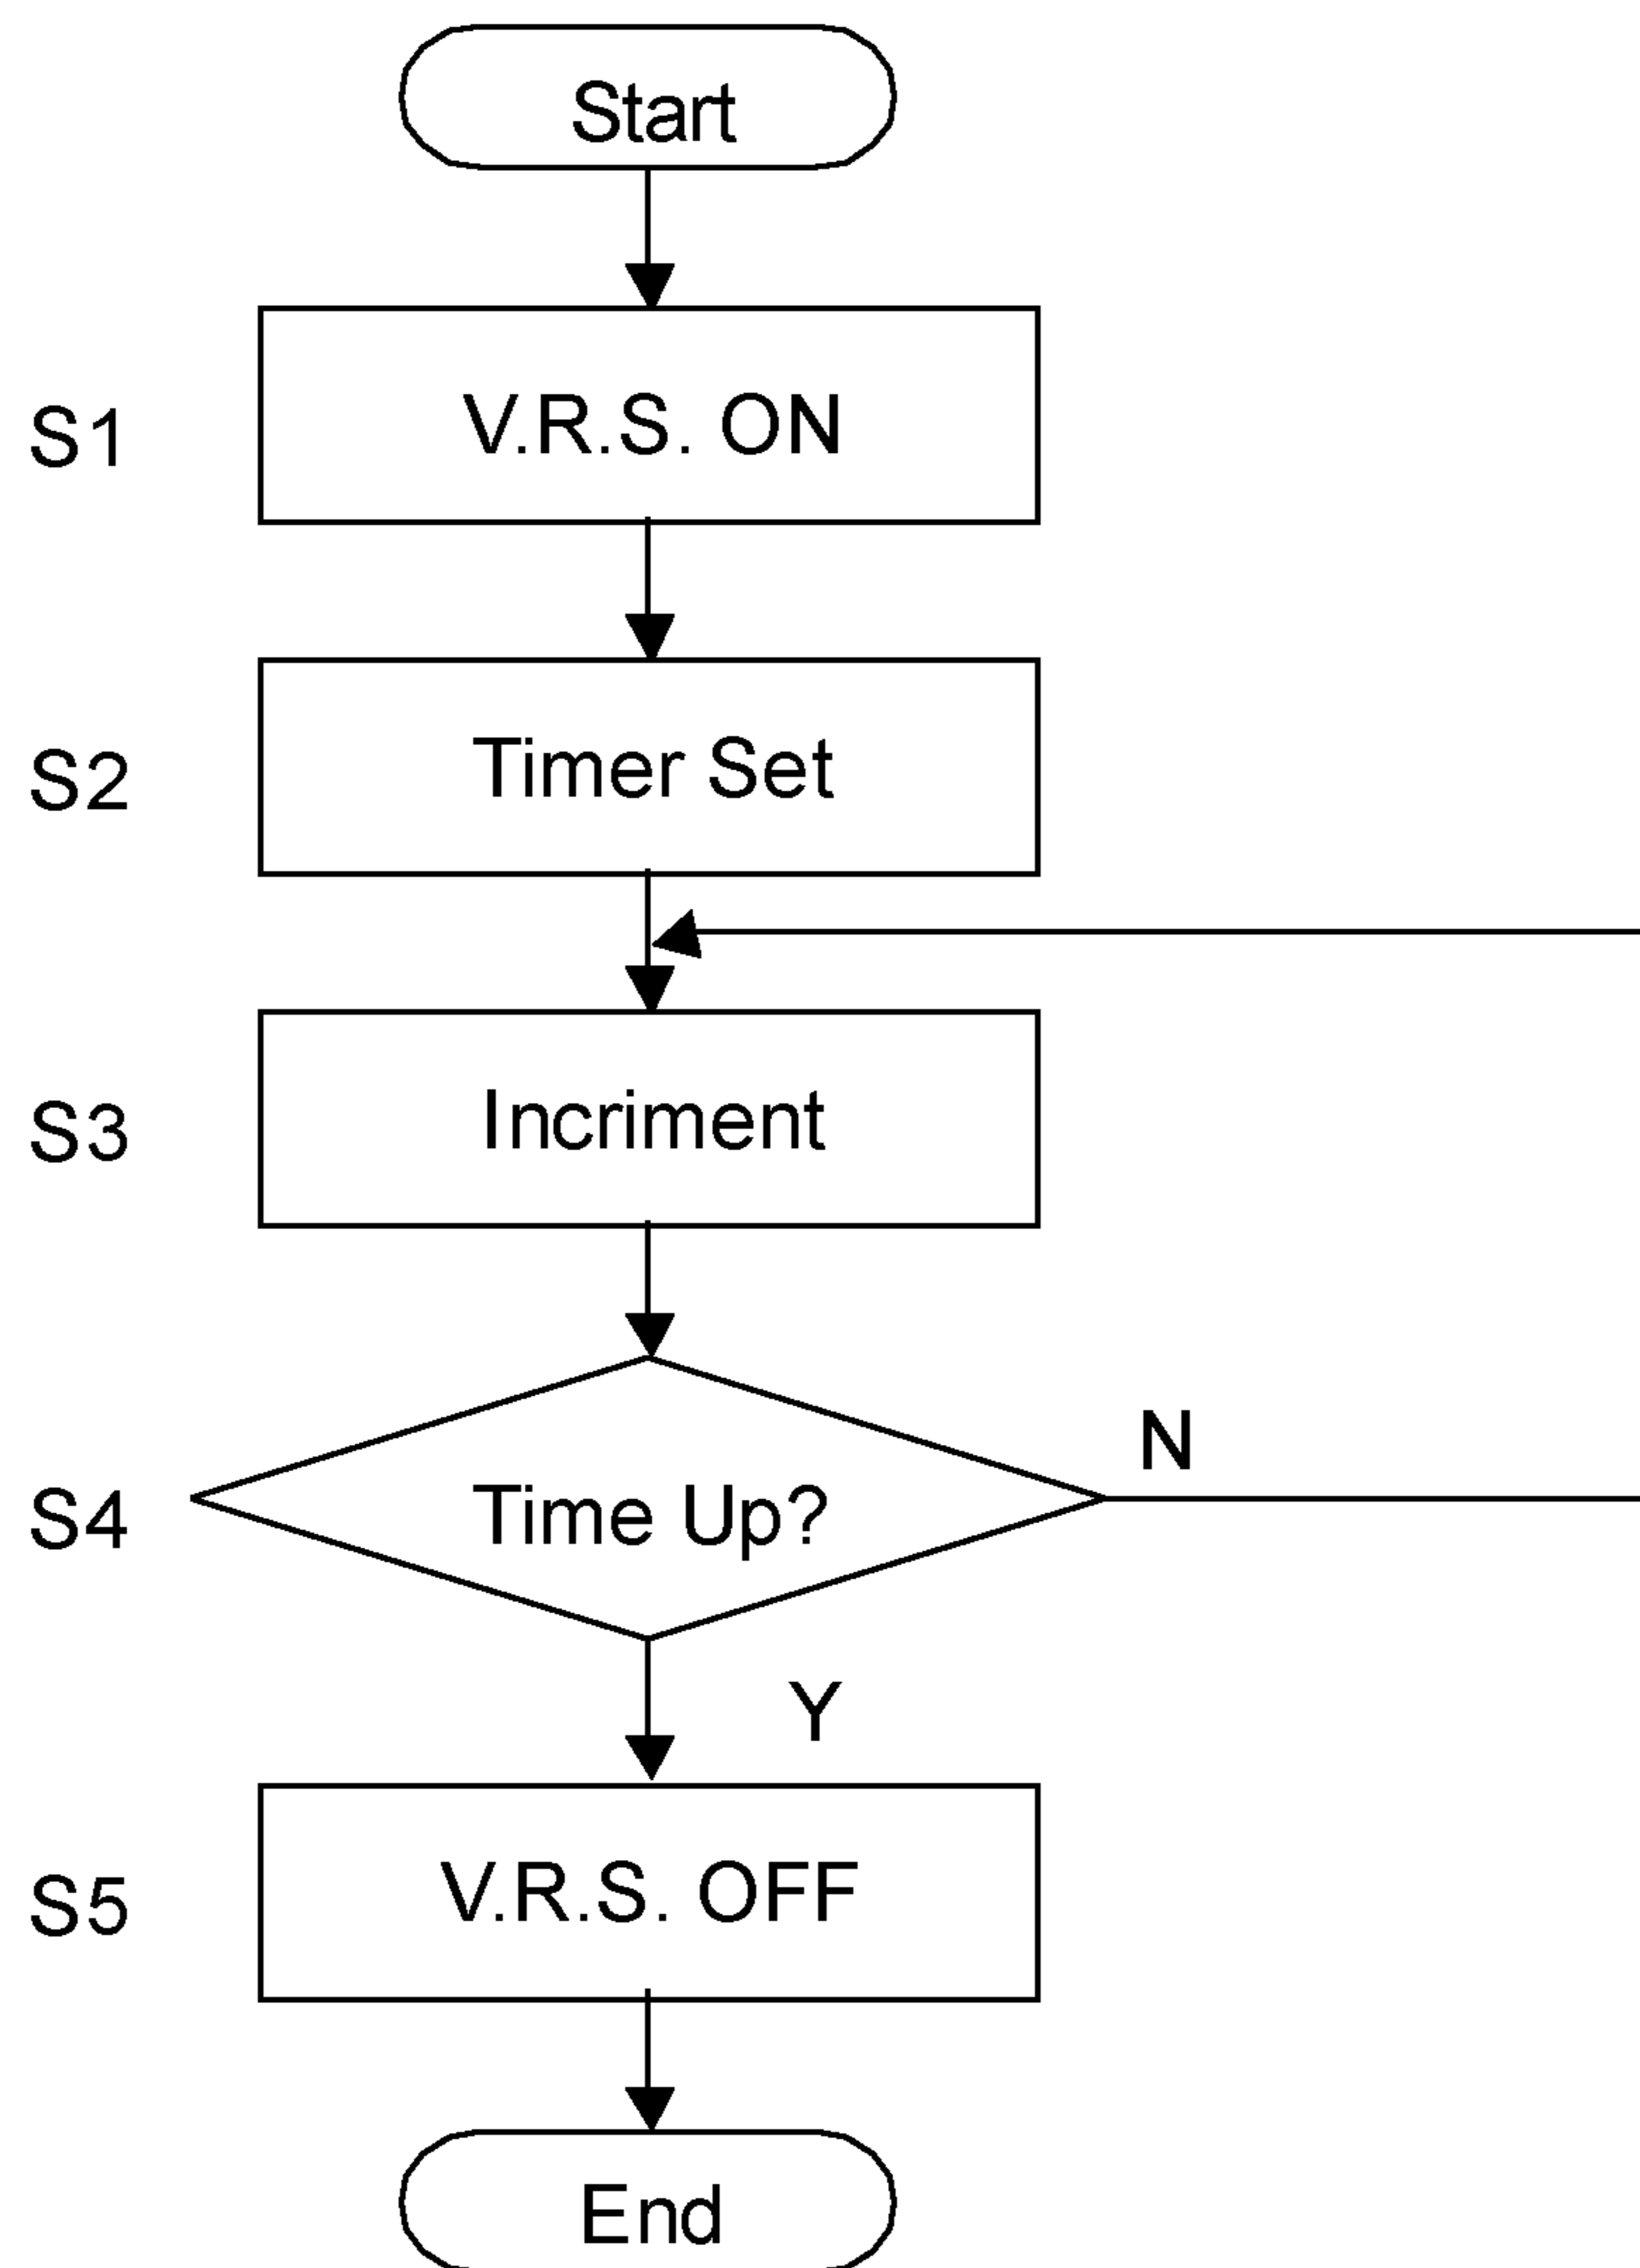 Start
S1
V.R.S. ON
S2
Timer Set
S3
Incriment
S4
Time Up?
N
Y
S5
V.R.S. OFF
End